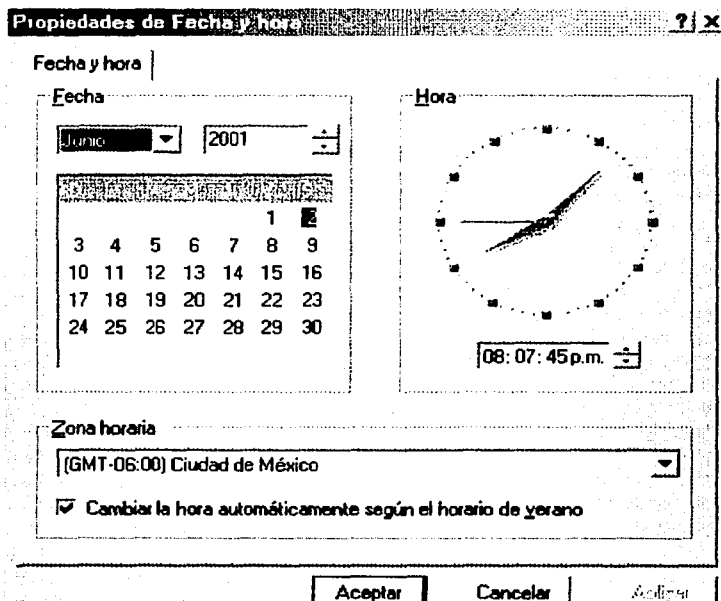 Propiedades de Fecha y hora
Fecha y hora
Fecha
Junio 2001
1 2
3 4 5 6 7 8 9
10 11 12 13 14 15 16
17 18 19 20 21 22 23
24 25 26 27 28 29 30
Hora
08:07:45 p.m.
Zona horaria
(GMT-06:00) Ciudad de México
Cambiar la hora automáticamente según el horario de verano
Aceptar Cancelar Aplicar